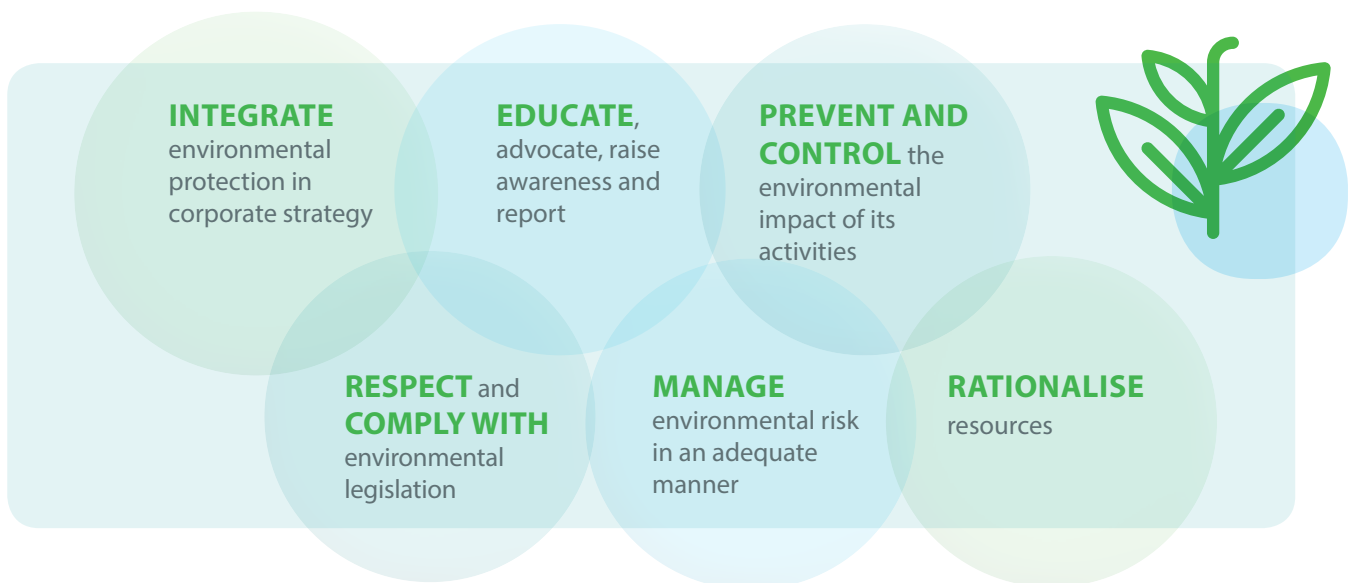 INTEGRATE
environmental
protection in
corporate strategy
EDUCATE,
advocate, raise
awareness and
report
PREVENT AND
CONTROL the
environmental
impact of its
activities
RESPECT and
COMPLY WITH
environmental
legislation
MANAGE
environmental risk
in an adequate
manner
RATIONALISE
resources